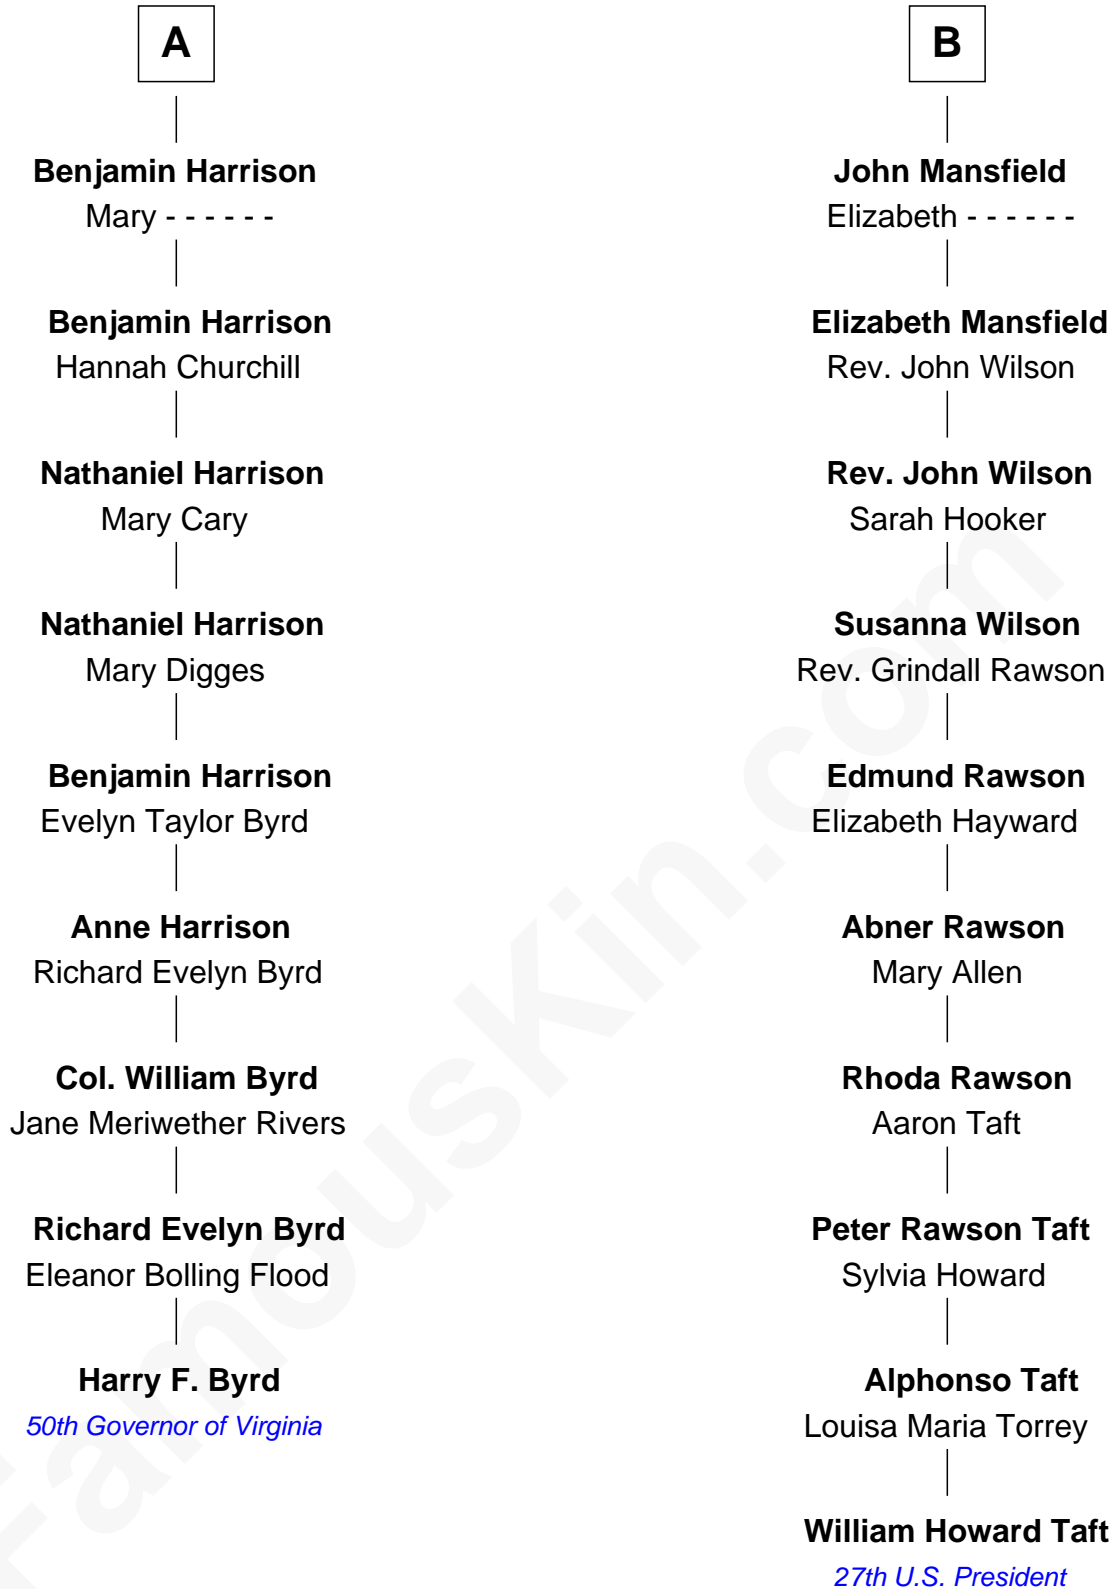 A
Benjamin Harrison
Mary - - - - - -
Benjamin Harrison
Hannah Churchill
Nathaniel Harrison
Mary Cary
Nathaniel Harrison
Mary Digges
Benjamin Harrison
Evelyn Taylor Byrd
Anne Harrison
Richard Evelyn Byrd
Col. William Byrd
Jane Meriwether Rivers
Richard Evelyn Byrd
Eleanor Bolling Flood
Harry F. Byrd
50th Governor of Virginia
B
John Mansfield
Elizabeth - - - - - -
Elizabeth Mansfield
Rev. John Wilson
Rev. John Wilson
Sarah Hooker
Susanna Wilson
Rev. Grindall Rawson
Edmund Rawson
Elizabeth Hayward
Abner Rawson
Mary Allen
Rhoda Rawson
Aaron Taft
Peter Rawson Taft
Sylvia Howard
Alphonso Taft
Louisa Maria Torrey
William Howard Taft
27th U.S. President
FamousKin.com